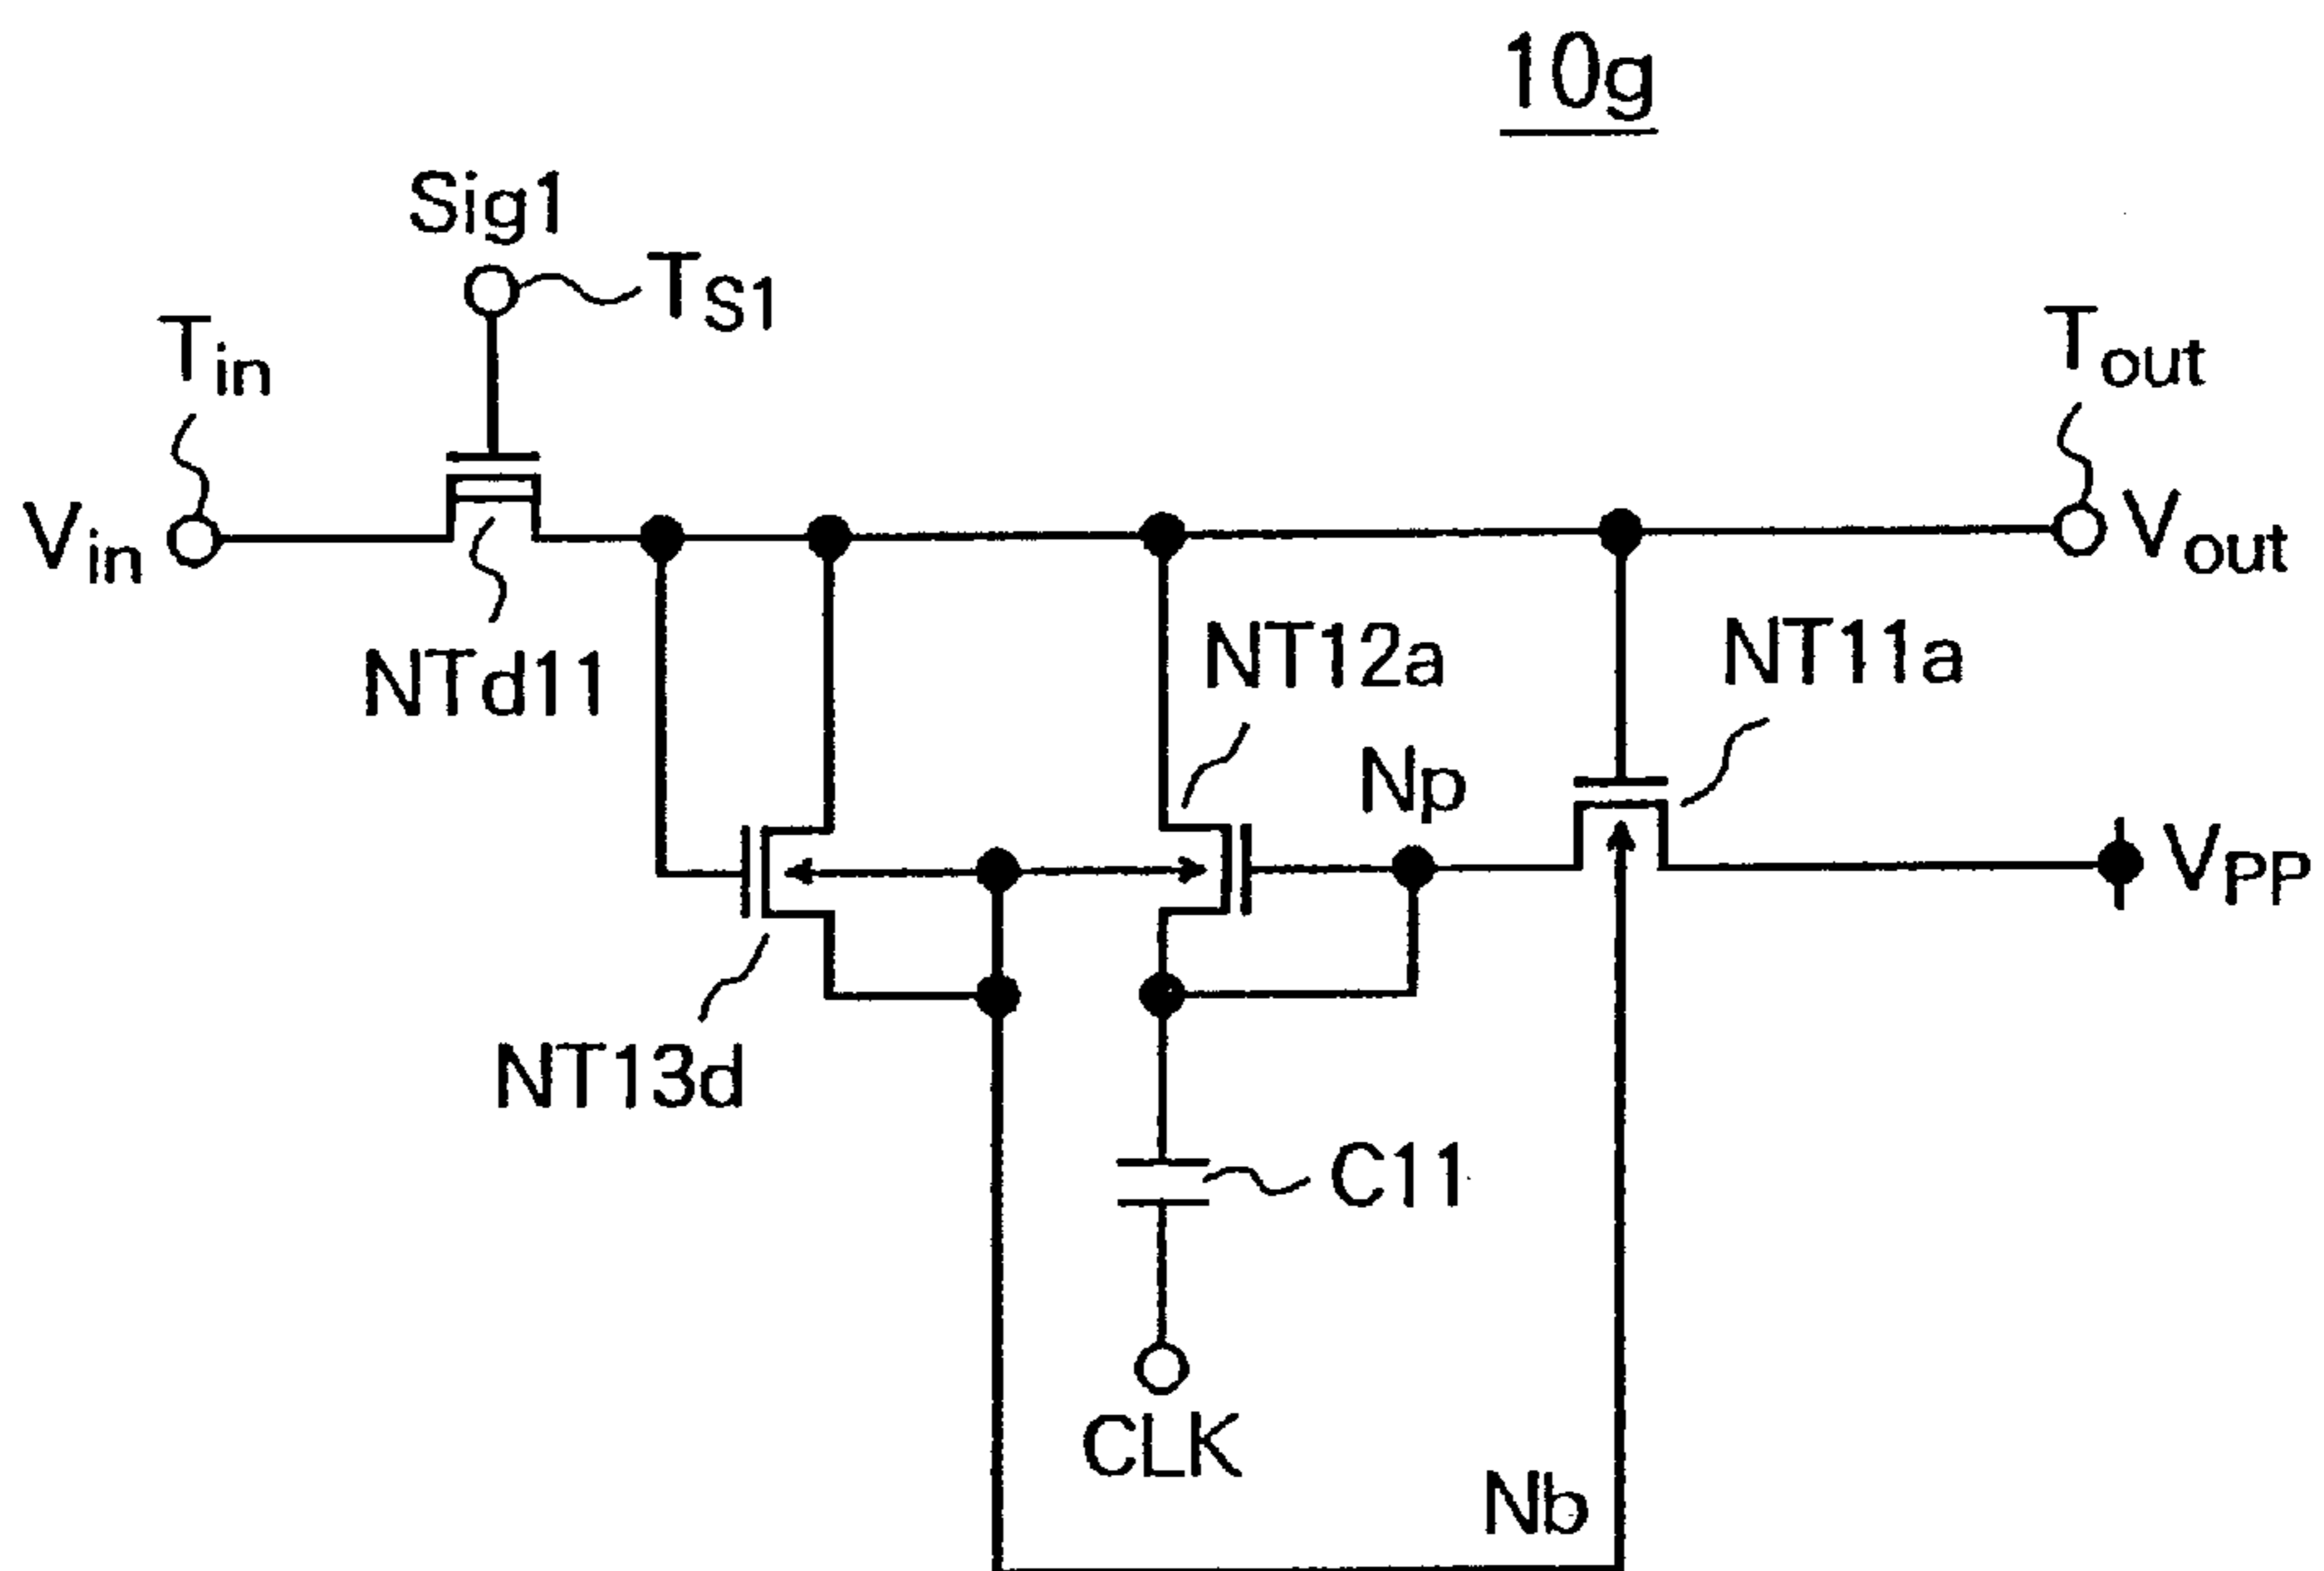 10g
Sig1
TS1
Tin
Tout
Vin
Vout
NTd11
NT12a
NT11a
Np
VPP
NT13d
C11
CLK
Nb